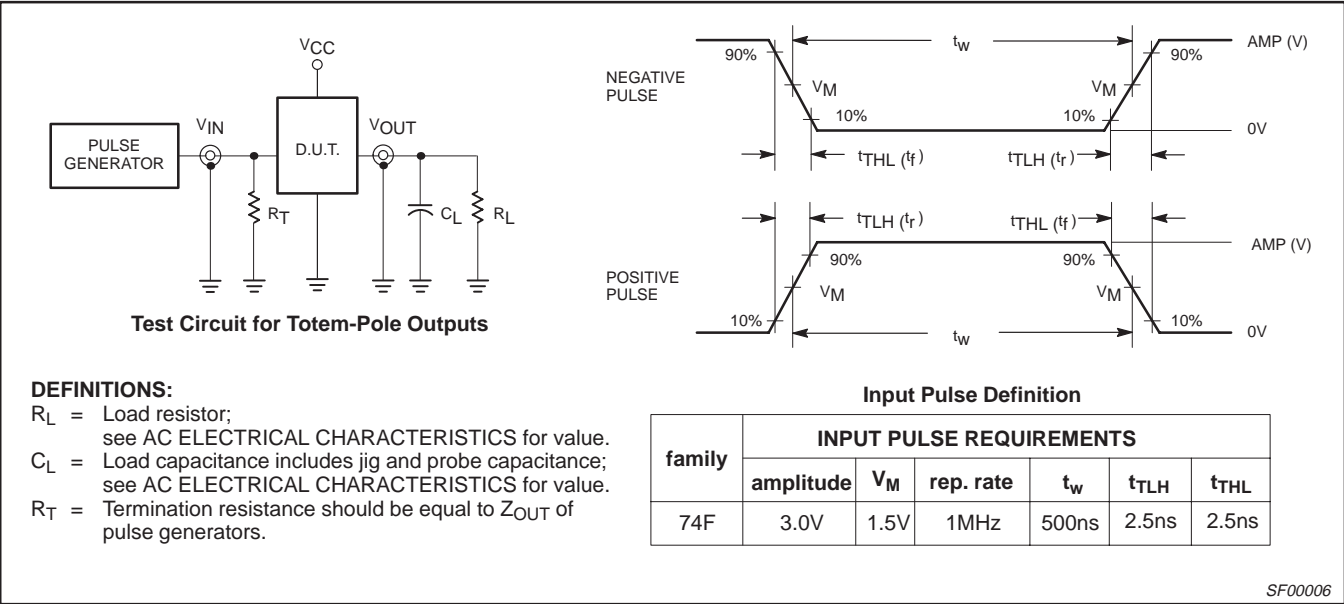 VCC
VIN
VOUT
PULSE
GENERATOR
D.U.T.
RT
CL
RL
Test Circuit for Totem-Pole Outputs
NEGATIVE
PULSE
90%
tw
90%
AMP (V)
VM
VM
10%
10%
0V
tTHL (tf)
tTLH (tr)
tTLH (tr)
tTHL (tf)
AMP (V)
POSITIVE
PULSE
90%
90%
VM
VM
10%
10%
tw
0V
DEFINITIONS:
RL = Load resistor;
see AC ELECTRICAL CHARACTERISTICS for value.
CL = Load capacitance includes jig and probe capacitance;
see AC ELECTRICAL CHARACTERISTICS for value.
RT = Termination resistance should be equal to ZOUT of
pulse generators.
Input Pulse Definition
family
INPUT PULSE REQUIREMENTS
amplitude VM rep. rate tw tTLH tTHL
74F 3.0V 1.5V 1MHz 500ns 2.5ns 2.5ns
SF00006